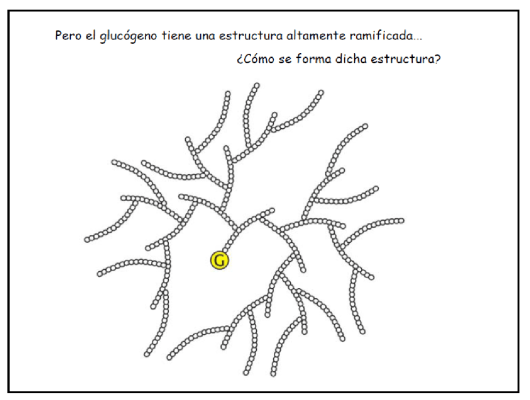 Pero el glucógeno tiene una estructura altamente ramificada...
¿Cómo se forma dicha estructura?
G